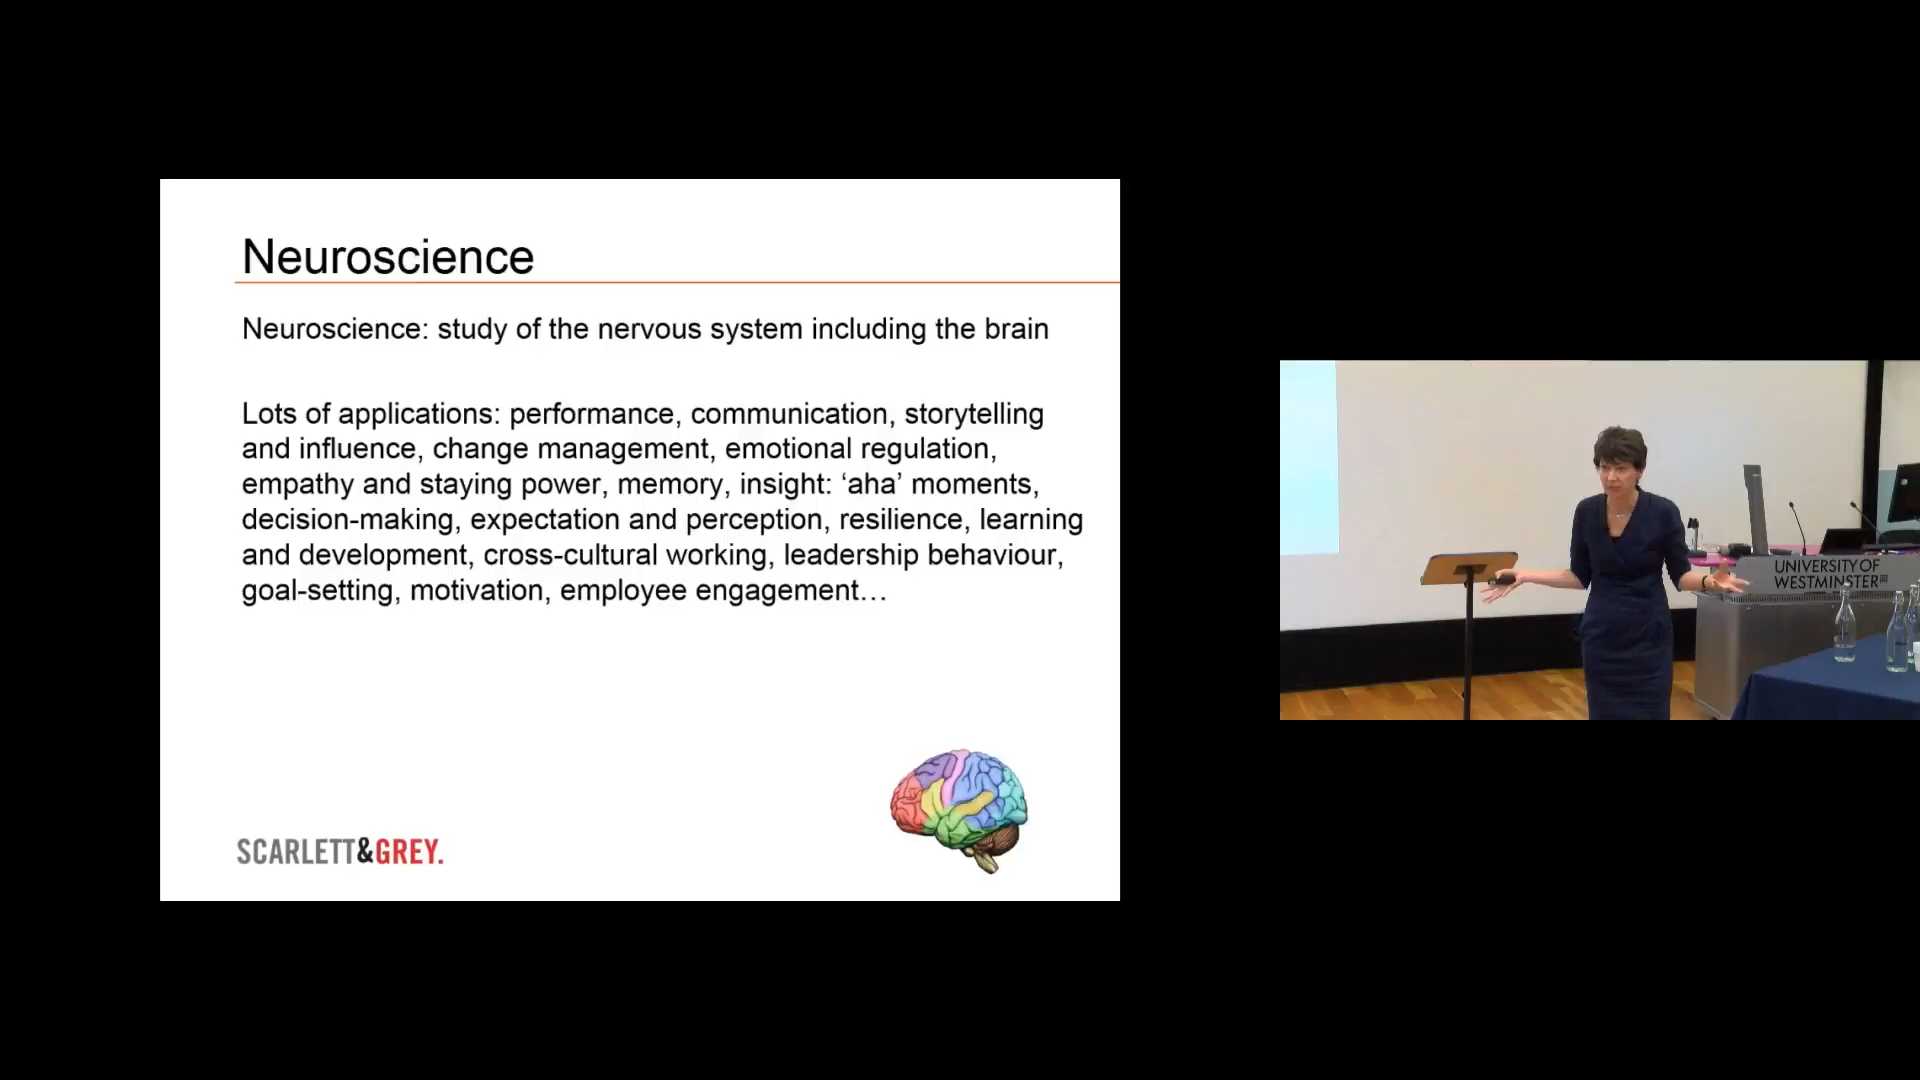 Neuroscience
Neuroscience: study of the nervous system including the brain
Lots of applications: performance, communication, storytelling
and influence, change management, emotional regulation,
empathy and staying power, memory, insight: ‘aha’ moments,
decision-making, expectation and perception, resilience, learning
and development, cross-cultural working, leadership behaviour,
goal-setting, motivation, employee engagement…
SCARLETT&GREY.
UNIVERSITY OF
WESTMINSTER